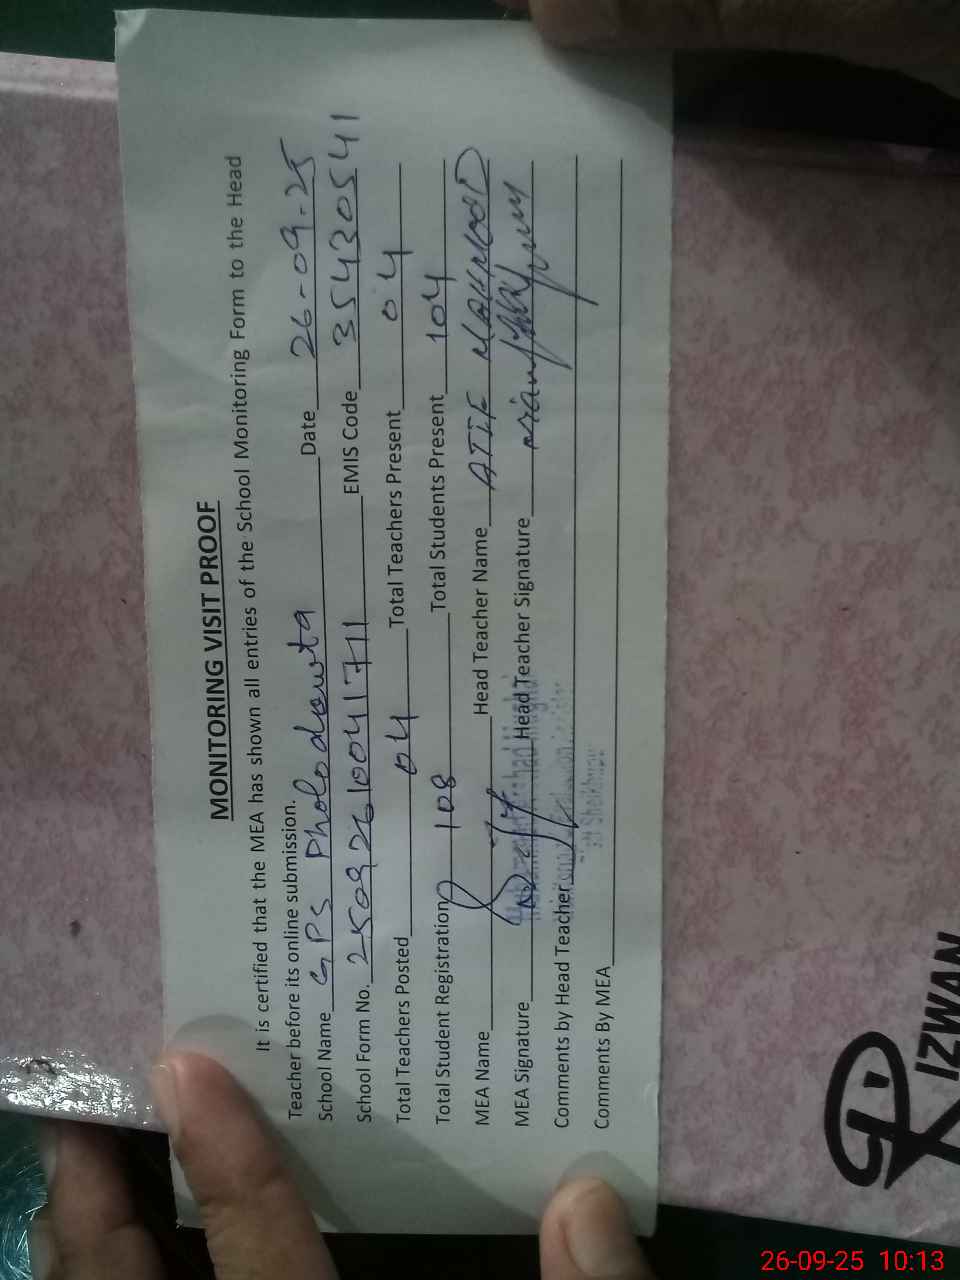 MONITORING VISIT PROOF
It is certified that the MEA has shown all entries of the School Monitoring Form to the Head
Teacher before its online submission.
School Name GPS Pholodowta Date 26-09-25
School Form No. 25092610041711 EMIS Code 35430541
Total Teachers Posted 04 Total Teachers Present 04
Total Student Registration 108 Total Students Present 104
MEA Name Head Teacher Name ATIF MAHMOOD
MEA Signature Head Teacher Signature
Comments by Head Teacher
Comments By MEA
RIZWAN
26-09-25 10:13